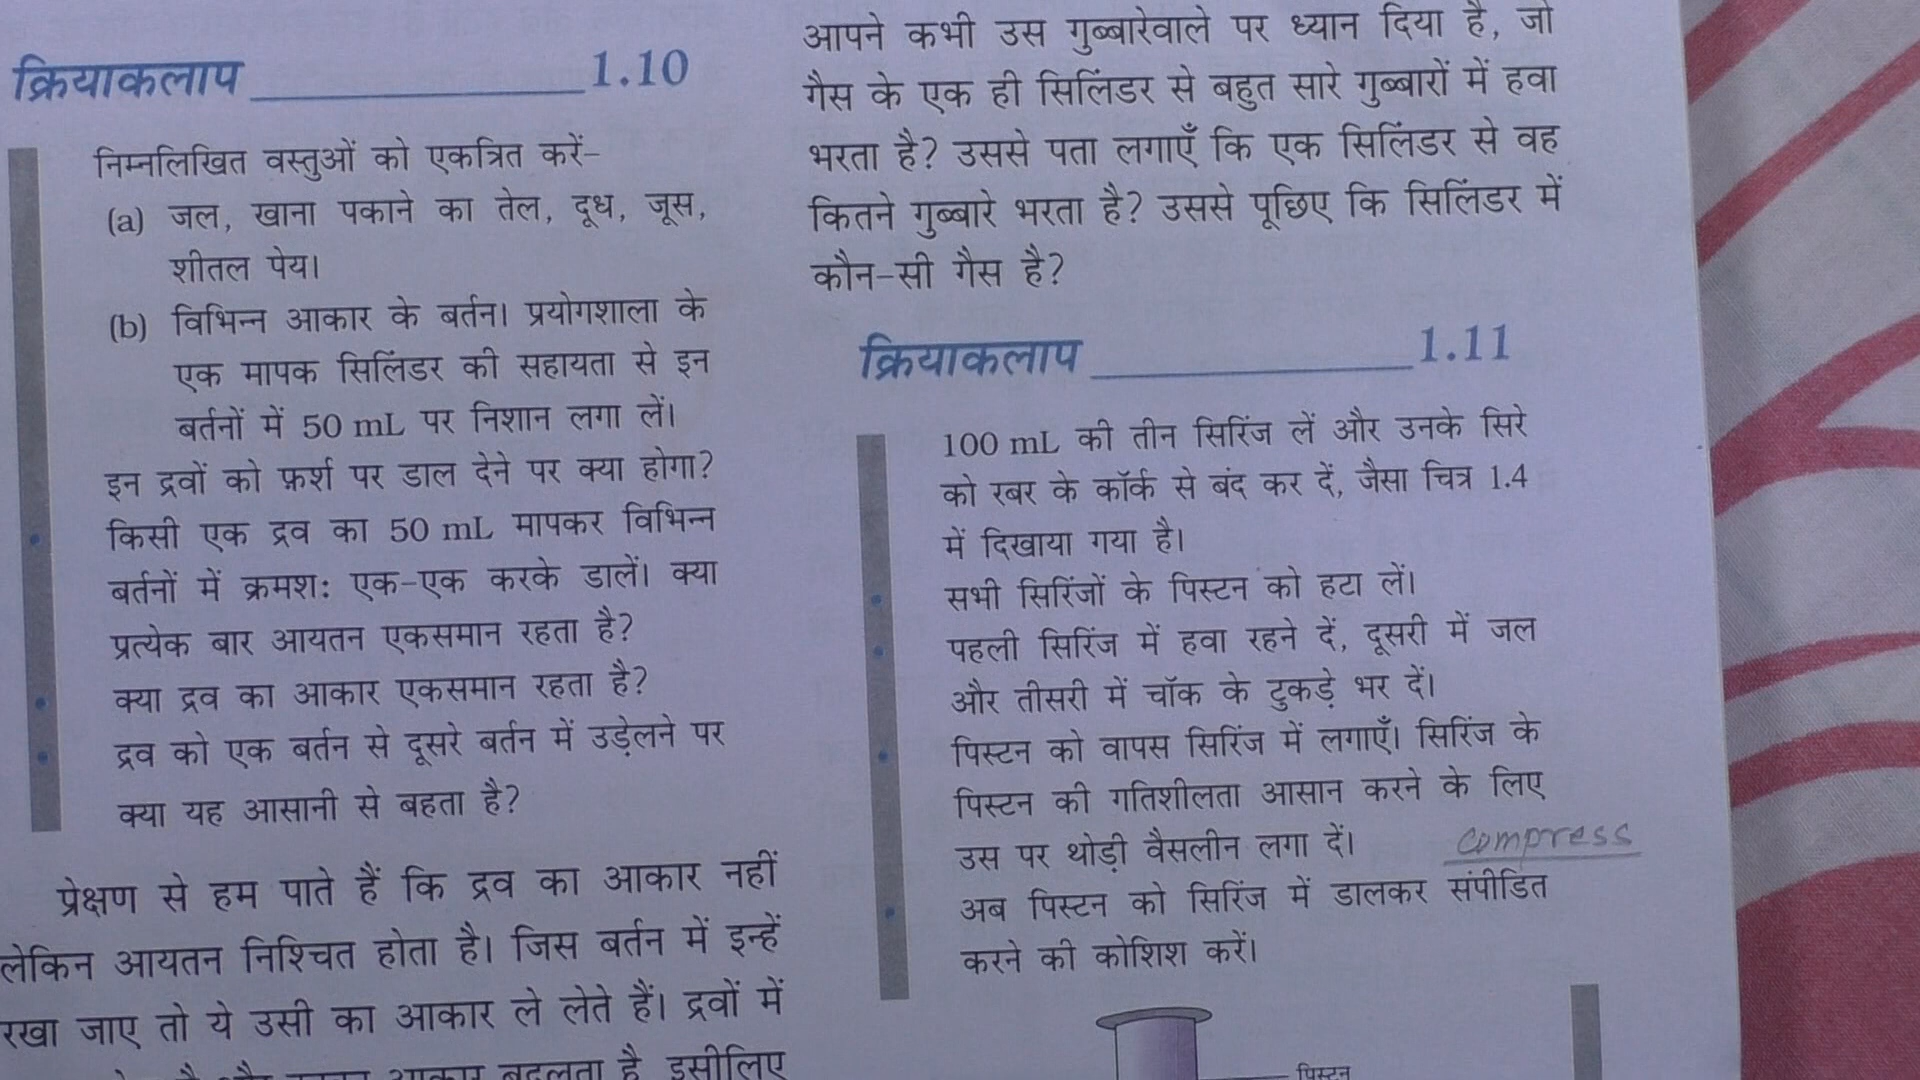 क्रियाकलाप 1.10
निम्नलिखित वस्तुओं को एकत्रित करें–
(a) जल, खाना पकाने का तेल, दूध, जूस,
शीतल पेय।
(b) विभिन्न आकार के बर्तन। प्रयोगशाला के
एक मापक सिलिंडर की सहायता से इन
बर्तनों में 50 mL पर निशान लगा लें।
इन द्रवों को फ़र्श पर डाल देने पर क्या होगा?
किसी एक द्रव का 50 mL मापकर विभिन्न
बर्तनों में क्रमशः एक-एक करके डालें। क्या
प्रत्येक बार आयतन एकसमान रहता है?
क्या द्रव का आकार एकसमान रहता है?
द्रव को एक बर्तन से दूसरे बर्तन में उड़ेलने पर
क्या यह आसानी से बहता है?
प्रेक्षण से हम पाते हैं कि द्रव का आकार नहीं
लेकिन आयतन निश्चित होता है। जिस बर्तन में इन्हें
रखा जाए तो ये उसी का आकार ले लेते हैं। द्रवों में
आकार बदलता है इसीलिए
आपने कभी उस गुब्बारेवाले पर ध्यान दिया है, जो
गैस के एक ही सिलिंडर से बहुत सारे गुब्बारों में हवा
भरता है? उससे पता लगाएँ कि एक सिलिंडर से वह
कितने गुब्बारे भरता है? उससे पूछिए कि सिलिंडर में
कौन-सी गैस है?
क्रियाकलाप 1.11
100 mL की तीन सिरिंज लें और उनके सिरे
को रबर के कॉर्क से बंद कर दें, जैसा चित्र 1.4
में दिखाया गया है।
सभी सिरिंजों के पिस्टन को हटा लें।
पहली सिरिंज में हवा रहने दें, दूसरी में जल
और तीसरी में चॉक के टुकड़े भर दें।
पिस्टन को वापस सिरिंज में लगाएँ। सिरिंज के
पिस्टन की गतिशीलता आसान करने के लिए
उस पर थोड़ी वैसलीन लगा दें।
compress
अब पिस्टन को सिरिंज में डालकर संपीडित
करने की कोशिश करें।
पिस्टन